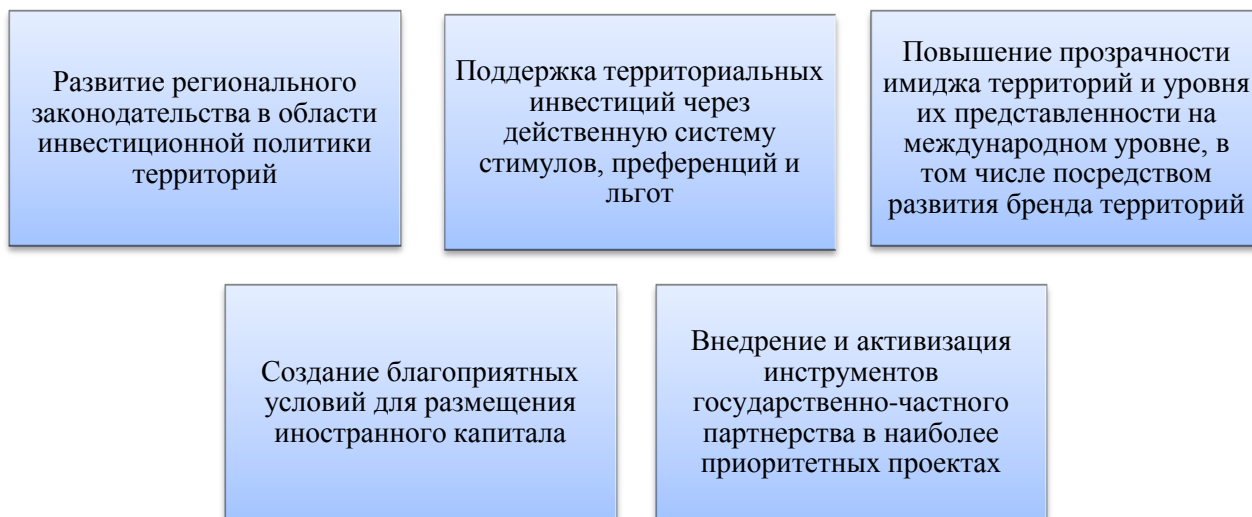 Развитие регионального
законодательства в области
инвестиционной политики
территорий
Поддержка территориальных
инвестиций через
действенную систему
стимулов, преференций и
льгот
Повышение прозрачности
имиджа территорий и уровня
их представленности на
международном уровне, в
том числе посредством
развития бренда территорий
Создание благоприятных
условий для размещения
иностранного капитала
Внедрение и активизация
инструментов
государственно-частного
партнерства в наиболее
приоритетных проектах